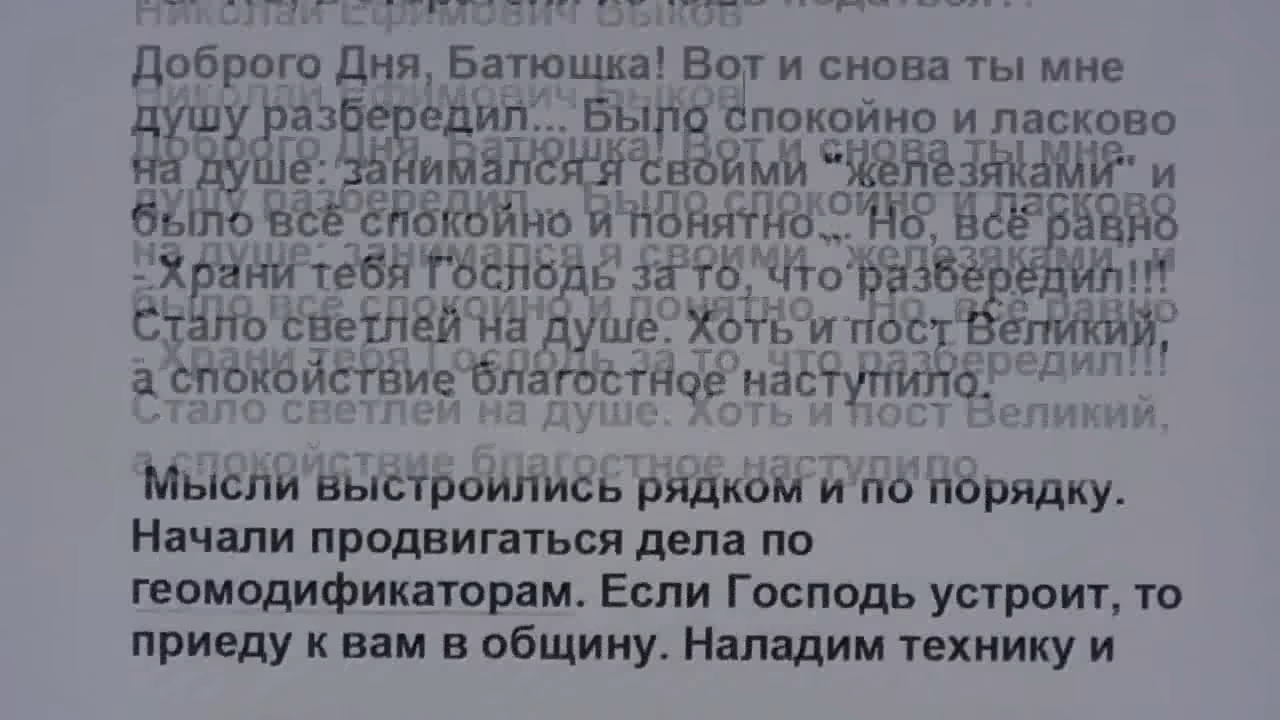 Николай Ефимович Быков
Доброго Дня, Батюшка! Вот и снова ты мне
душу разбередил... Было спокойно и ласково
на душе: занимался я своими "железяками" и
было всё спокойно и понятно... Но, всё равно
- Храни тебя Господь за то, что разбередил!!!
Стало светлей на душе. Хоть и пост Великий,
а спокойствие благостное наступило.
Мысли выстроились рядком и по порядку.
Начали продвигаться дела по
геомодификаторам. Если Господь устроит, то
приеду к вам в общину. Наладим технику и